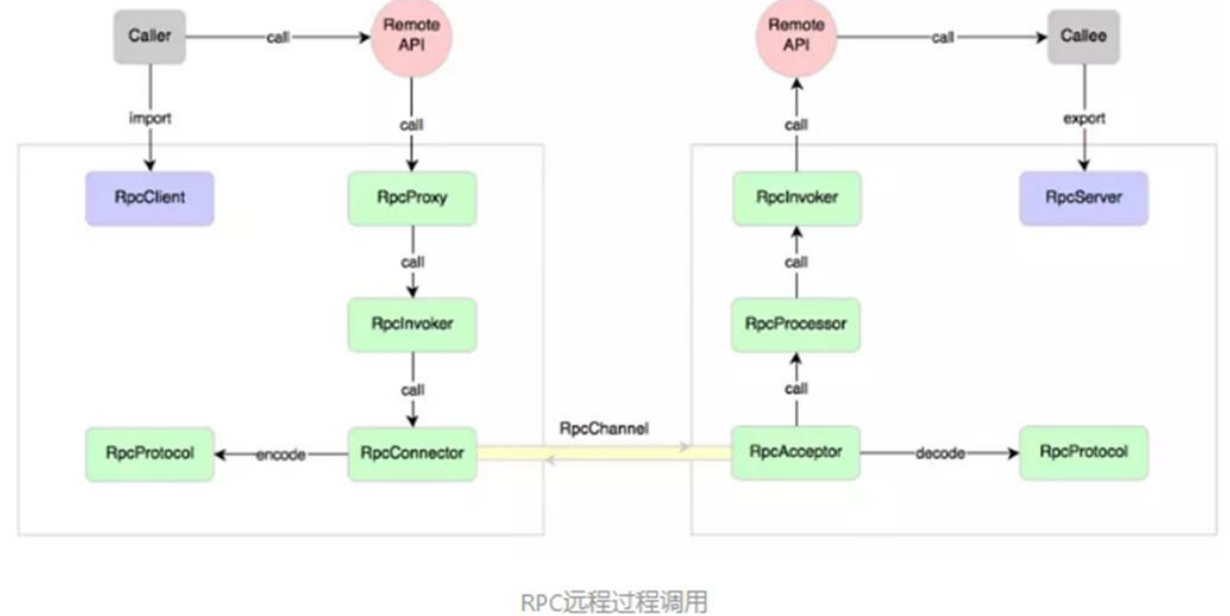 Caller
call
Remote
API
Remote
API
call
Callee
import
call
call
export
RpcClient
RpcProxy
RpcInvoker
RpcServer
call
call
RpcInvoker
RpcProcessor
call
call
RpcChannel
RpcProtocol
encode
RpcConnector
RpcAcceptor
decode
RpcProtocol
RPC远程过程调用